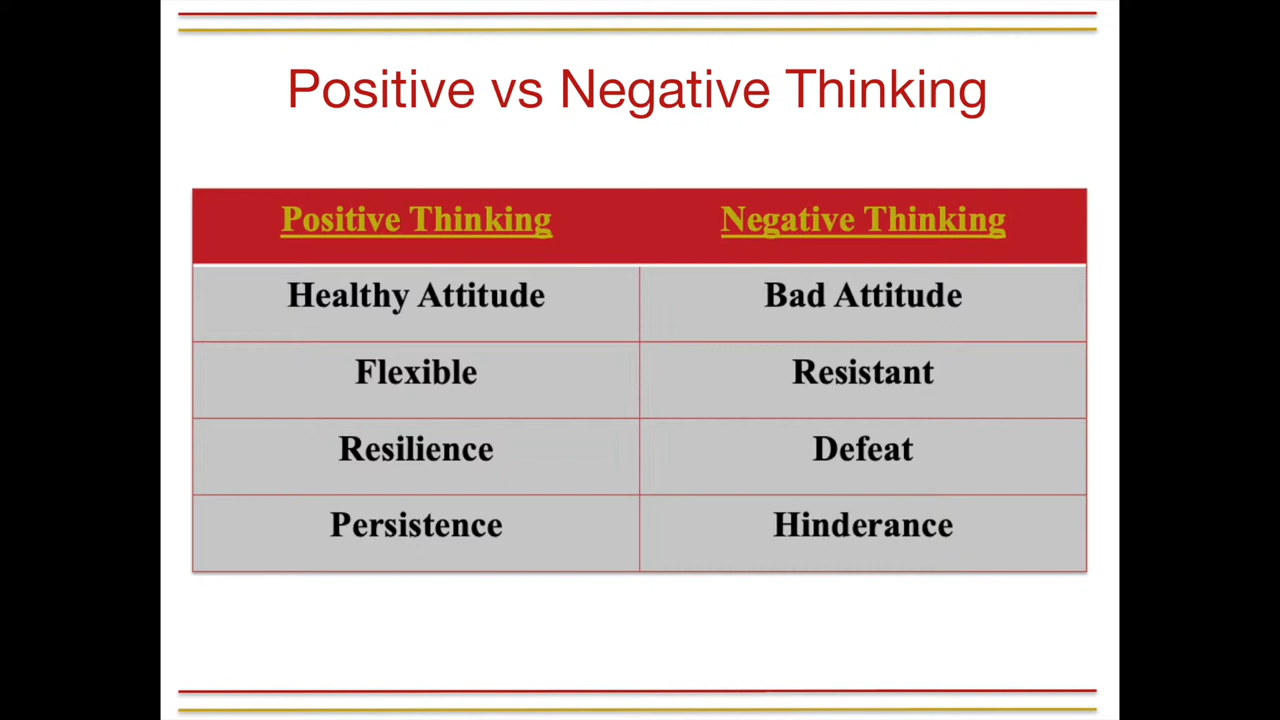 Positive vs Negative Thinking
Positive Thinking Negative Thinking
Healthy Attitude Bad Attitude
Flexible Resistant
Resilience Defeat
Persistence Hinderance